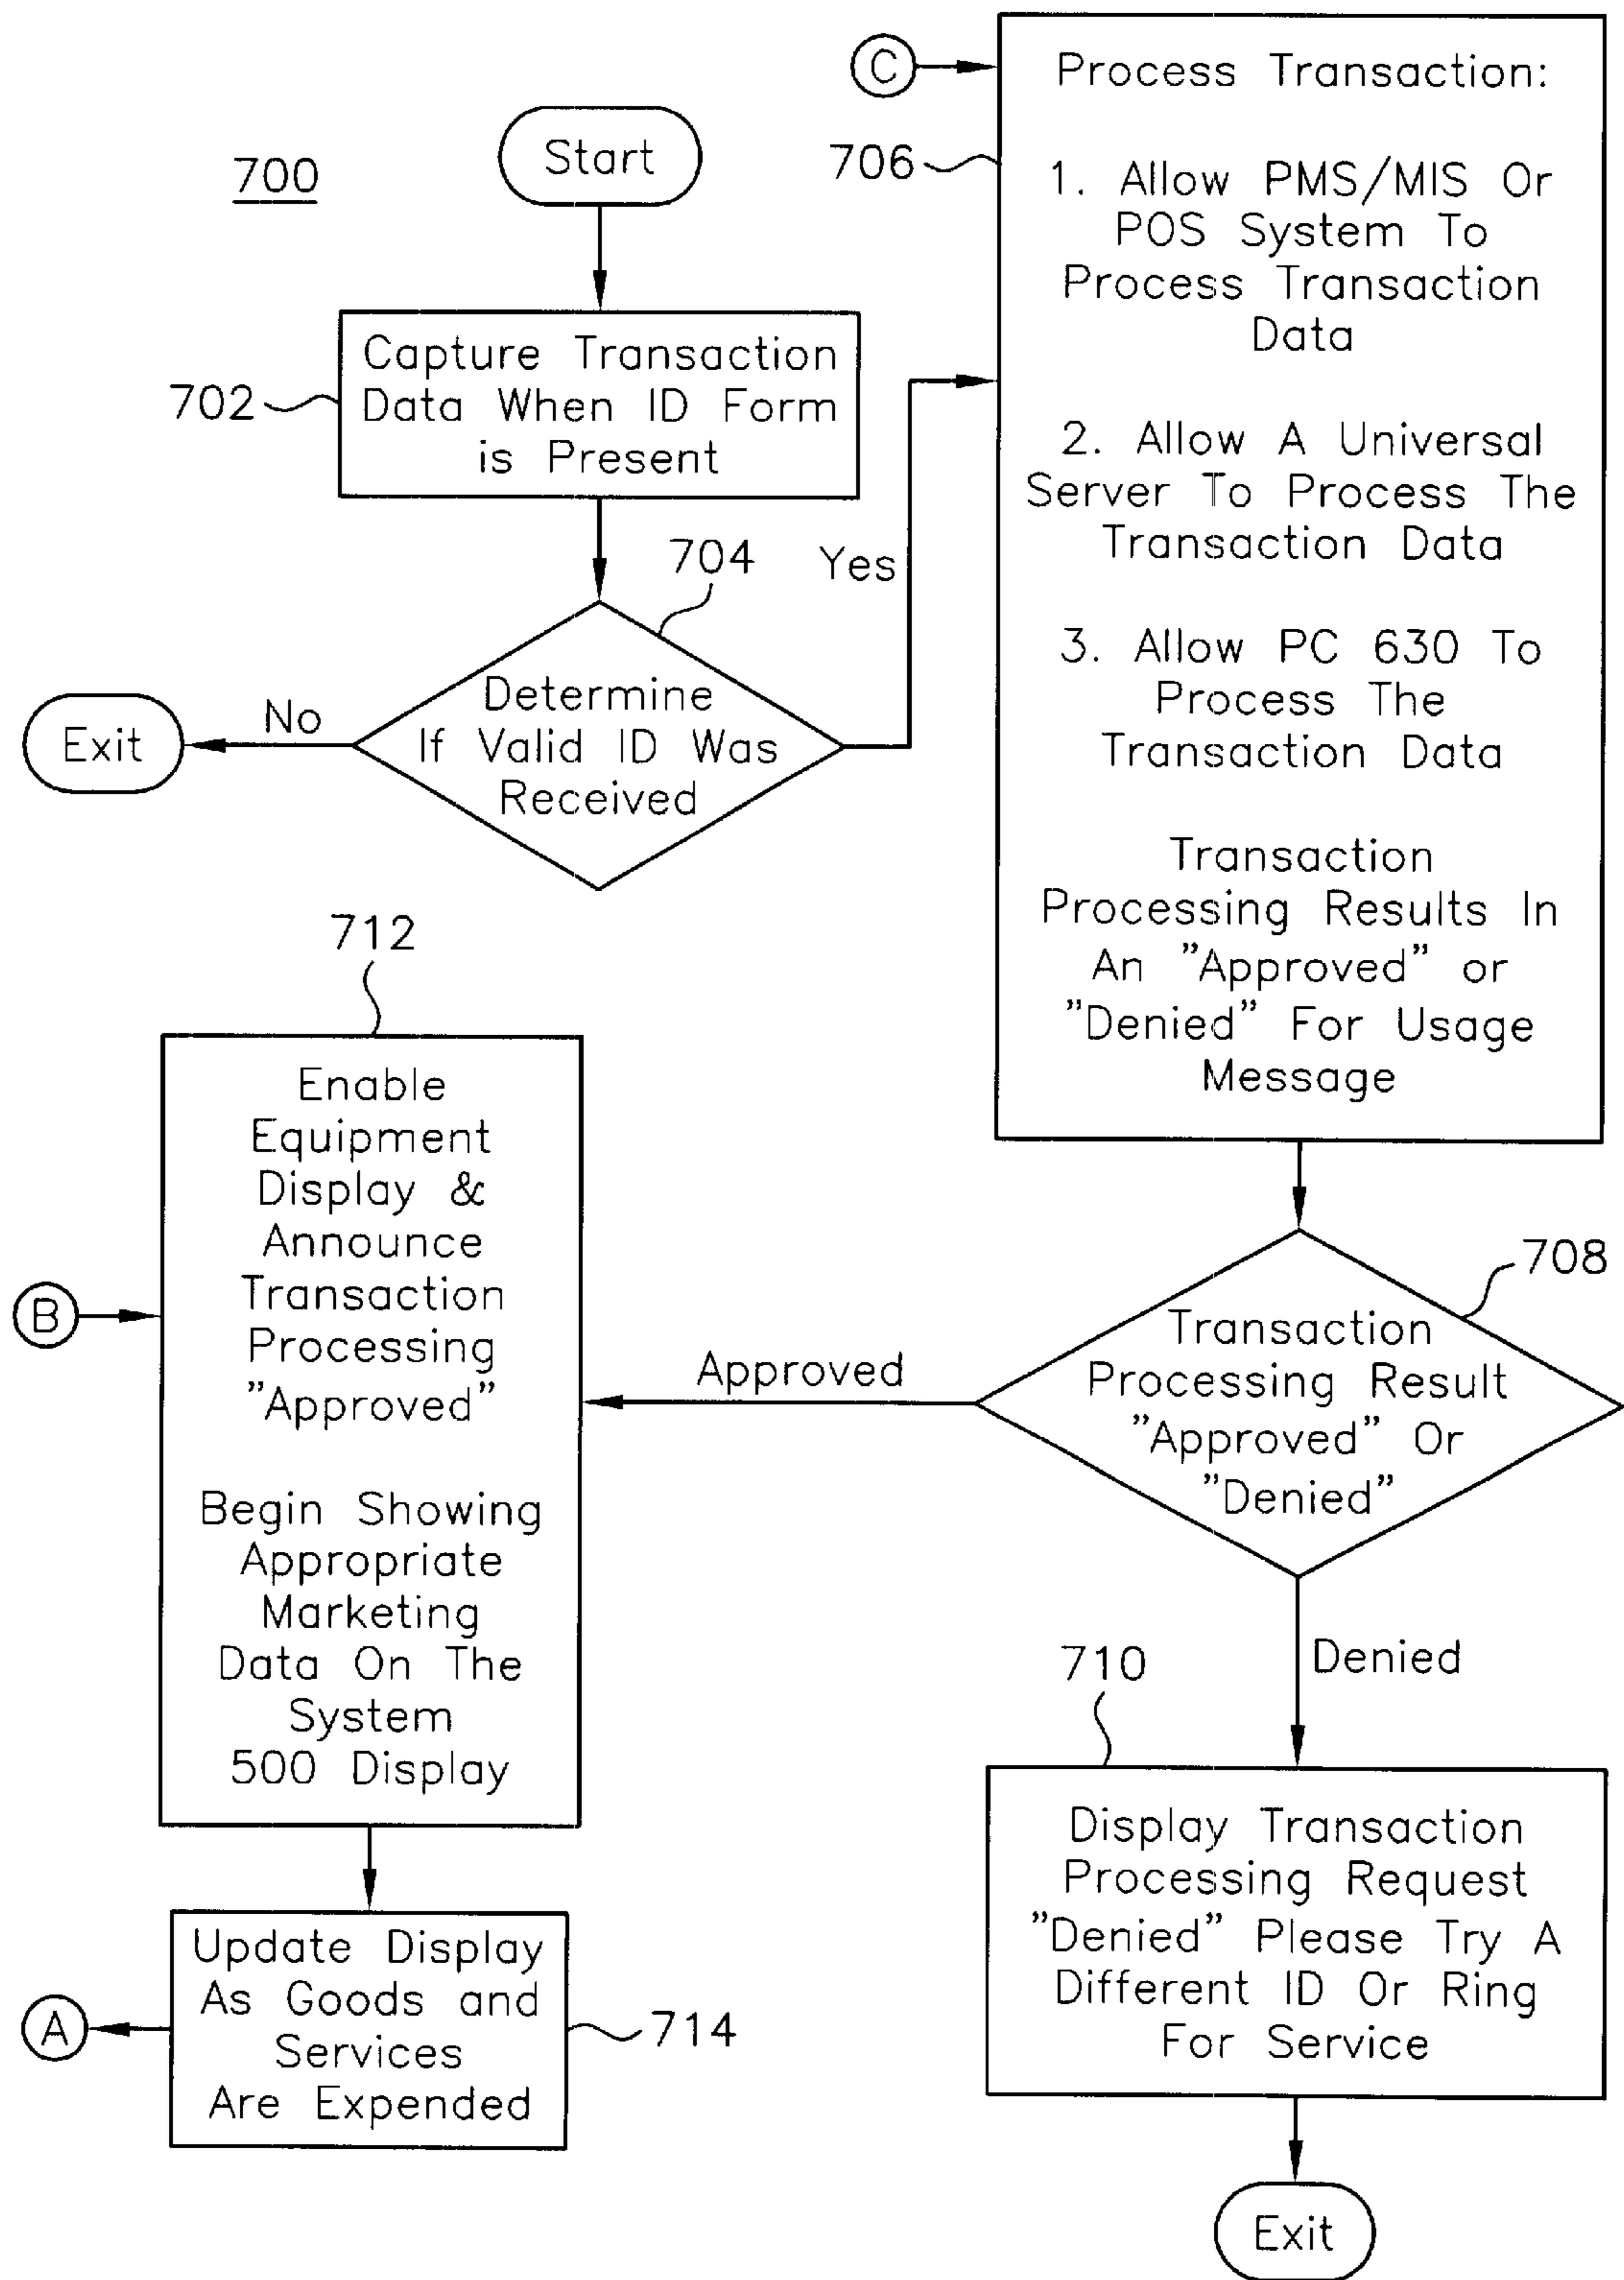 700
Start
702
Capture Transaction
Data When ID Form
is Present
704
Determine
If Valid ID Was
Received
No
Exit
Yes
C
706
Process Transaction:
1. Allow PMS/MIS Or
POS System To
Process Transaction
Data
2. Allow A Universal
Server To Process The
Transaction Data
3. Allow PC 630 To
Process The
Transaction Data
Transaction
Processing Results In
An "Approved" or
"Denied" For Usage
Message
708
Transaction
Processing Result
"Approved" Or
"Denied"
Approved
Denied
710
Display Transaction
Processing Request
"Denied" Please Try A
Different ID Or Ring
For Service
Exit
712
B
Enable
Equipment
Display &
Announce
Transaction
Processing
"Approved"
Begin Showing
Appropriate
Marketing
Data On The
System
500 Display
Update Display
As Goods and
Services
Are Expended
714
A